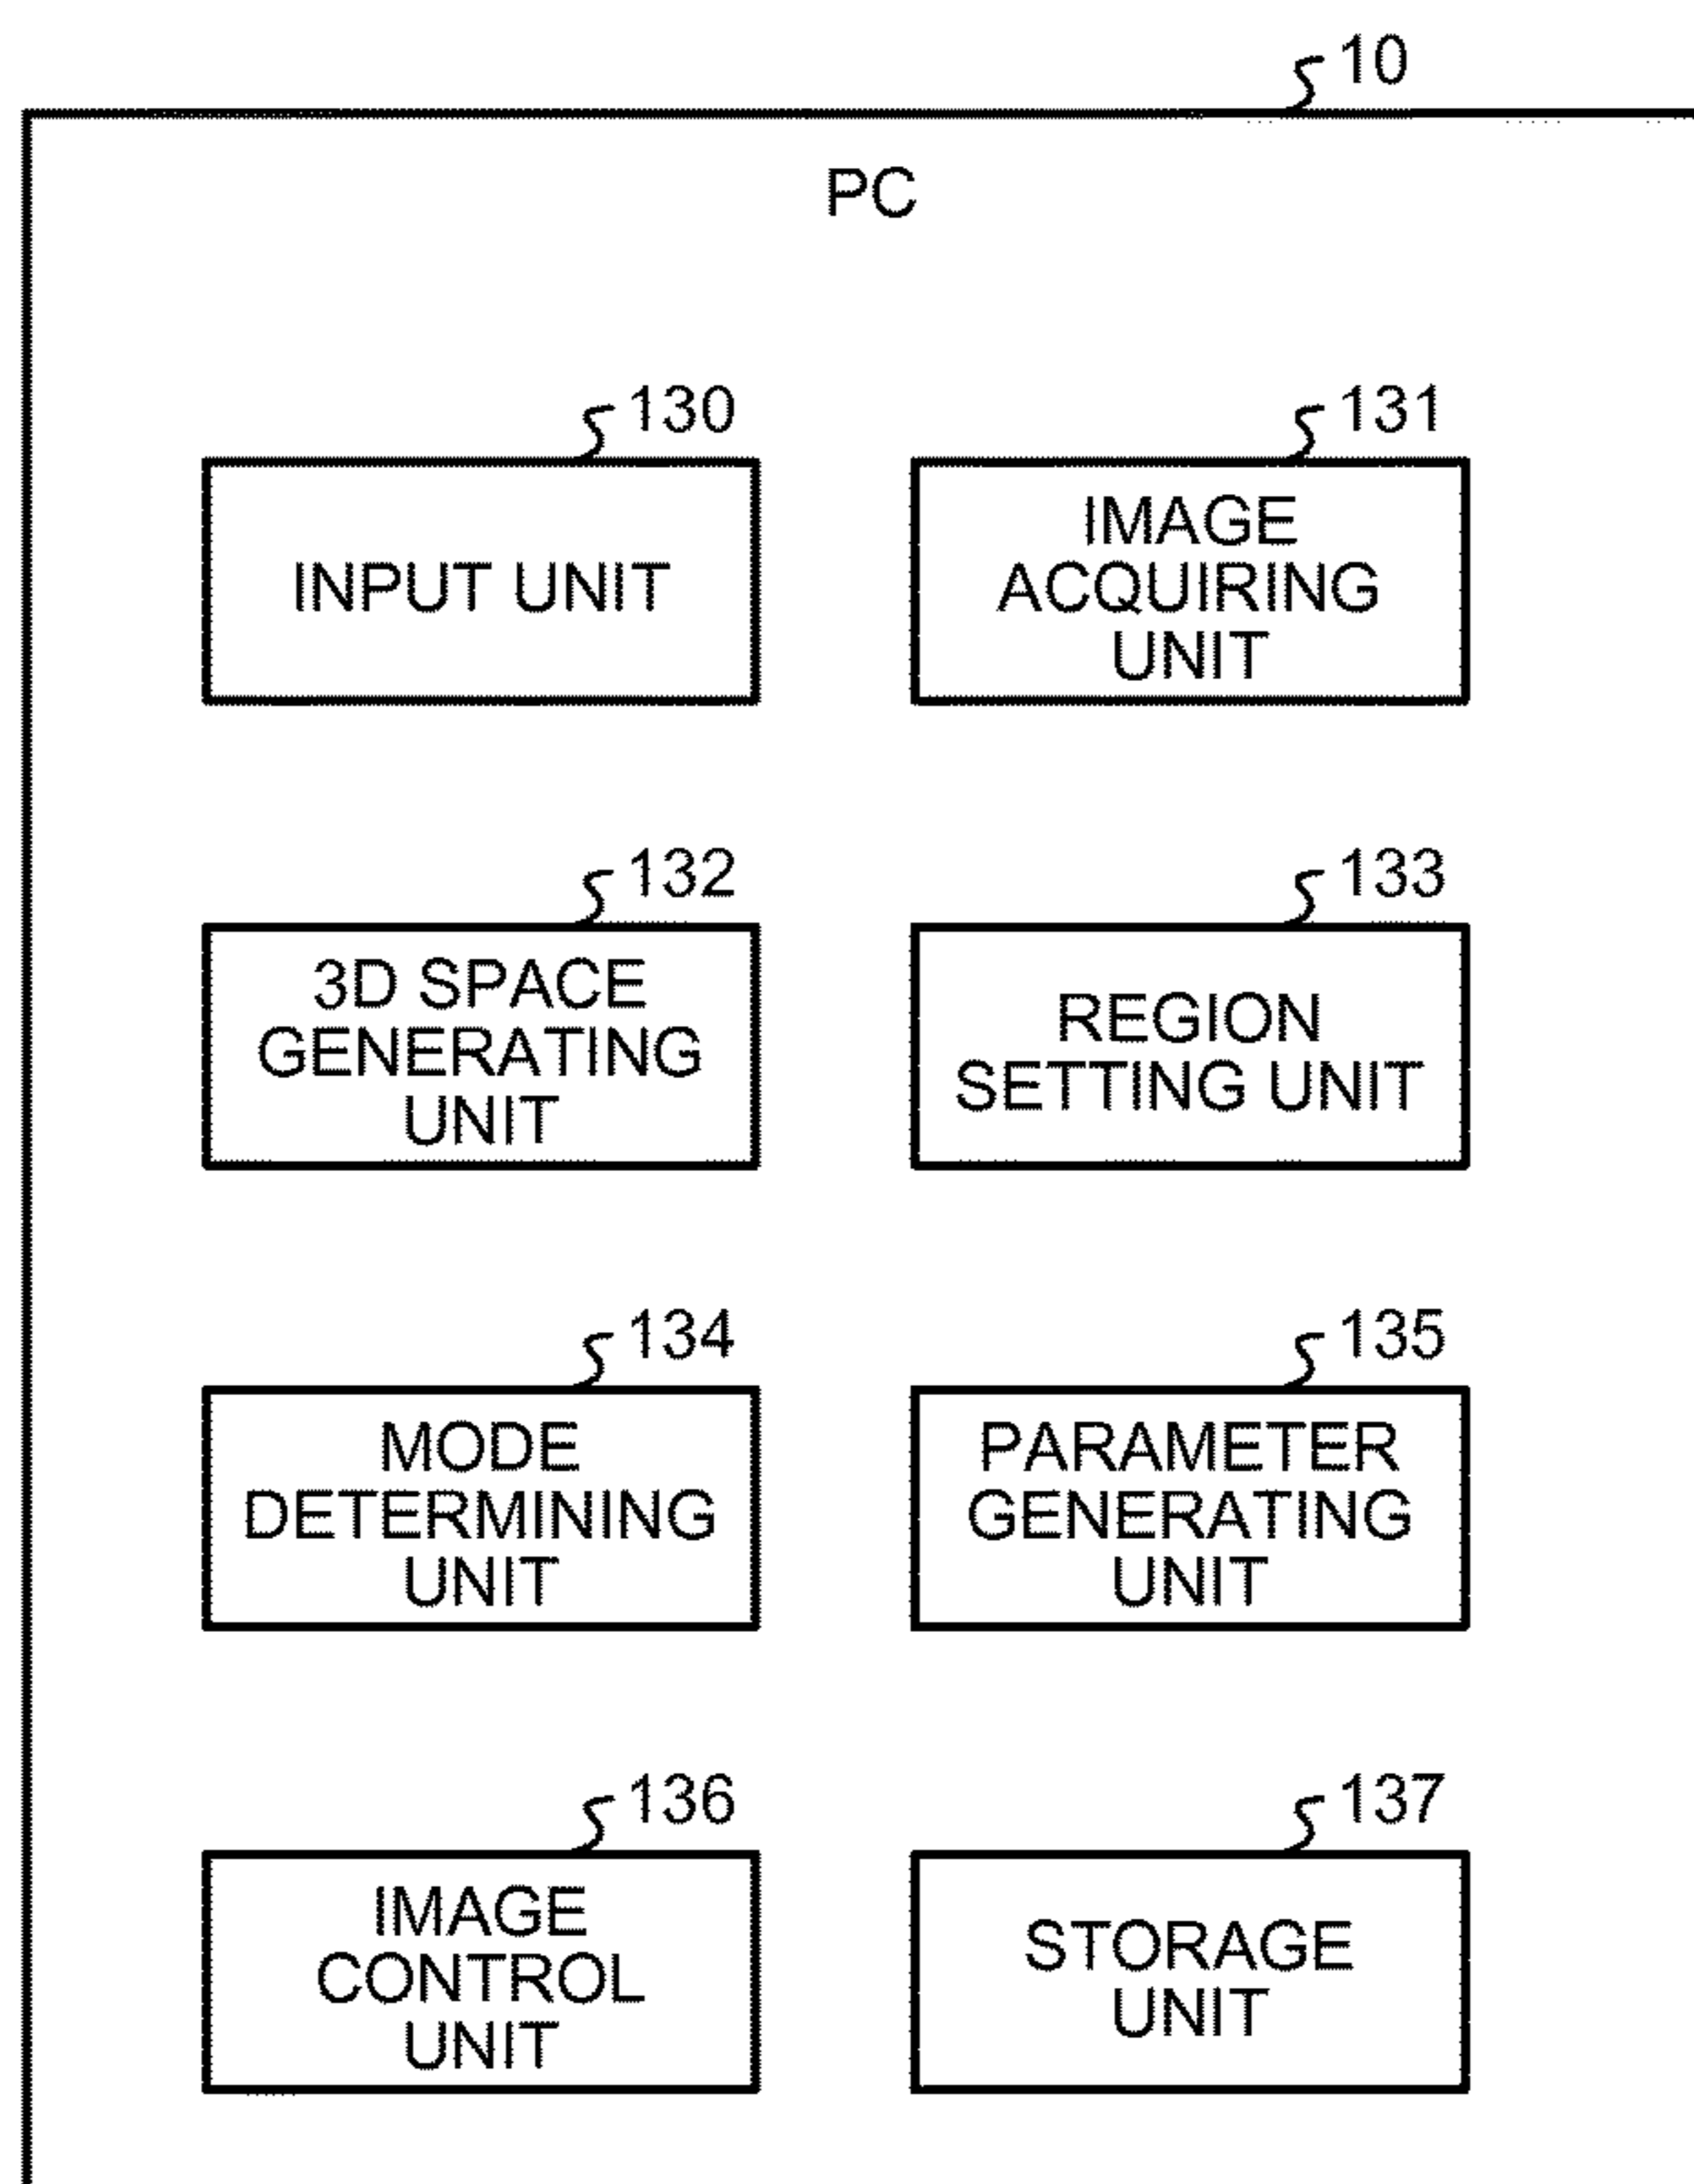 10
PC
130
INPUT UNIT
131
IMAGE
ACQUIRING
UNIT
132
3D SPACE
GENERATING
UNIT
133
REGION
SETTING UNIT
134
MODE
DETERMINING
UNIT
135
PARAMETER
GENERATING
UNIT
136
IMAGE
CONTROL
UNIT
137
STORAGE
UNIT